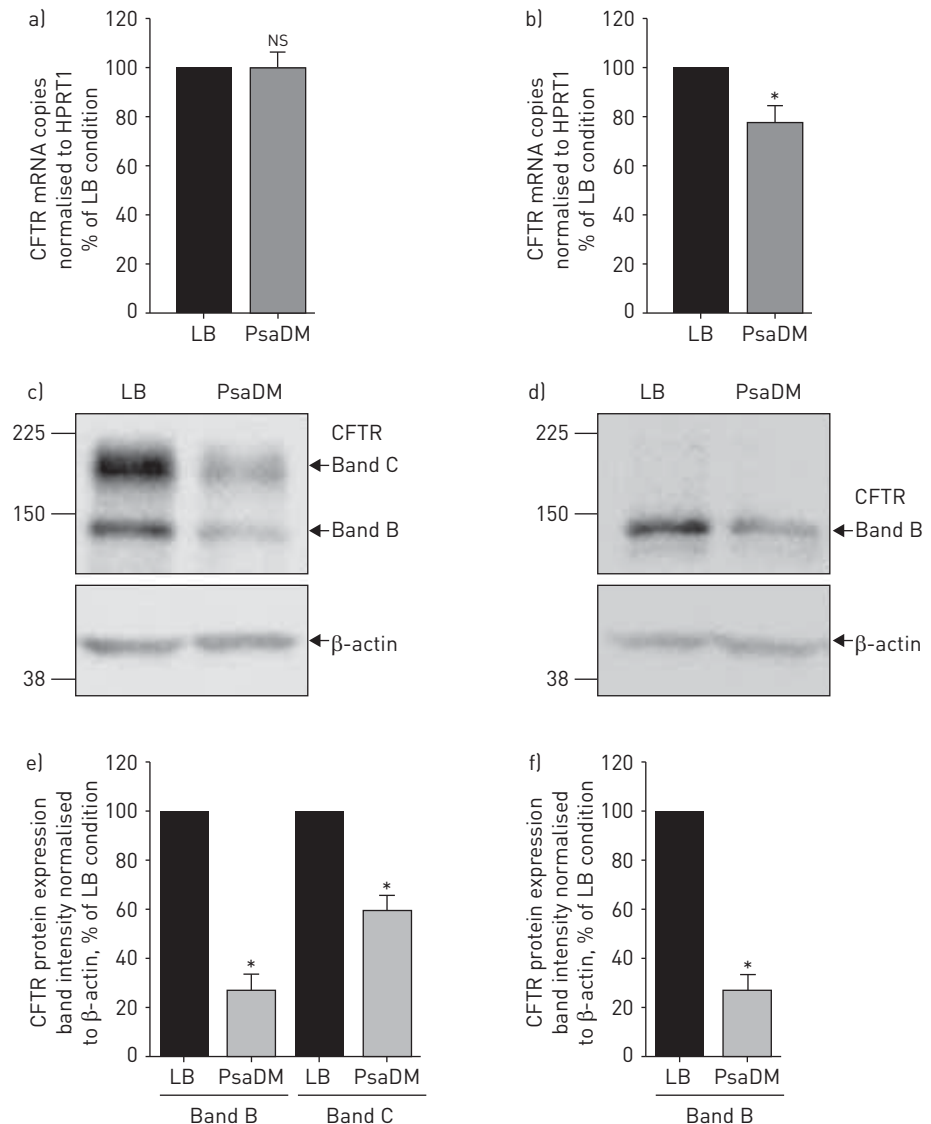 a)
CFTR mRNA copies
normalised to HPRT1
% of LB condition
120
100
80
60
40
20
0
NS
LB PsaDM
b)
CFTR mRNA copies
normalised to HPRT1
% of LB condition
120
100
80
60
40
20
0
*
LB PsaDM
c)
LB PsaDM
225
150
38
CFTR
Band C
Band B
β-actin
d)
LB PsaDM
225
150
38
CFTR
Band B
β-actin
e)
CFTR protein expression
band intensity normalised
to β-actin, % of LB condition
120
100
80
60
40
20
0
*
*
LB PsaDM LB PsaDM
Band B Band C
f)
CFTR protein expression
band intensity normalised
to β-actin, % of LB condition
120
100
80
60
40
20
0
*
LB PsaDM
Band B